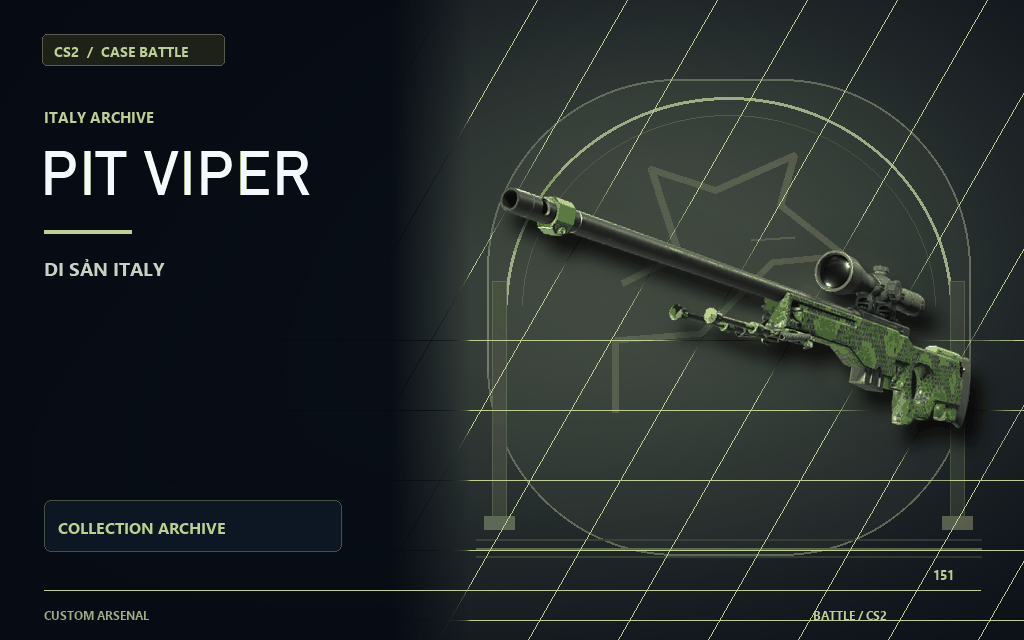 CS2 / CASE BATTLE
ITALY ARCHIVE
PIT VIPER
DI SẢN ITALY
COLLECTION ARCHIVE
151
CUSTOM ARSENAL
BATTLE / CS2